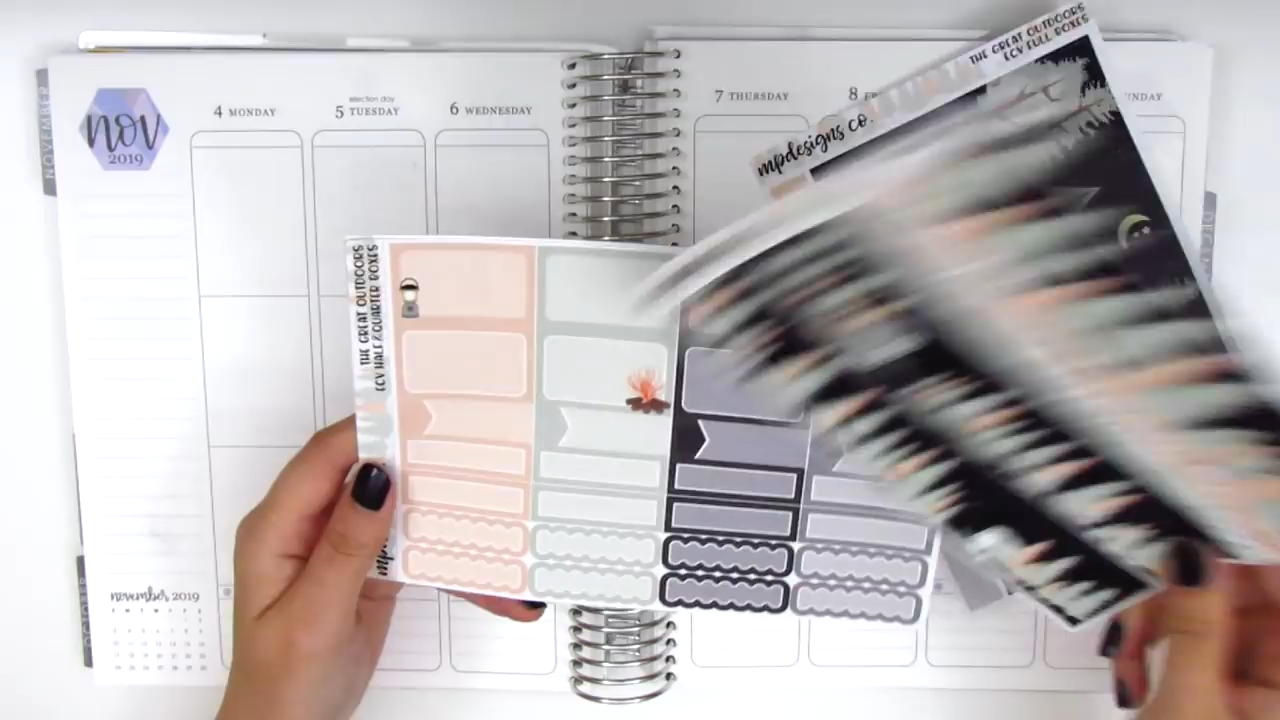 NOVEMBER
nov
2019
4 MONDAY
election day
5 TUESDAY
6 WEDNESDAY
7 THURSDAY
8 FR
THE GREAT OUTDOORS
ECV FULL BOXES
mpdesigns co.
THE GREAT OUTDOORS
ECV HALF & QUARTER BOXES
november 2019